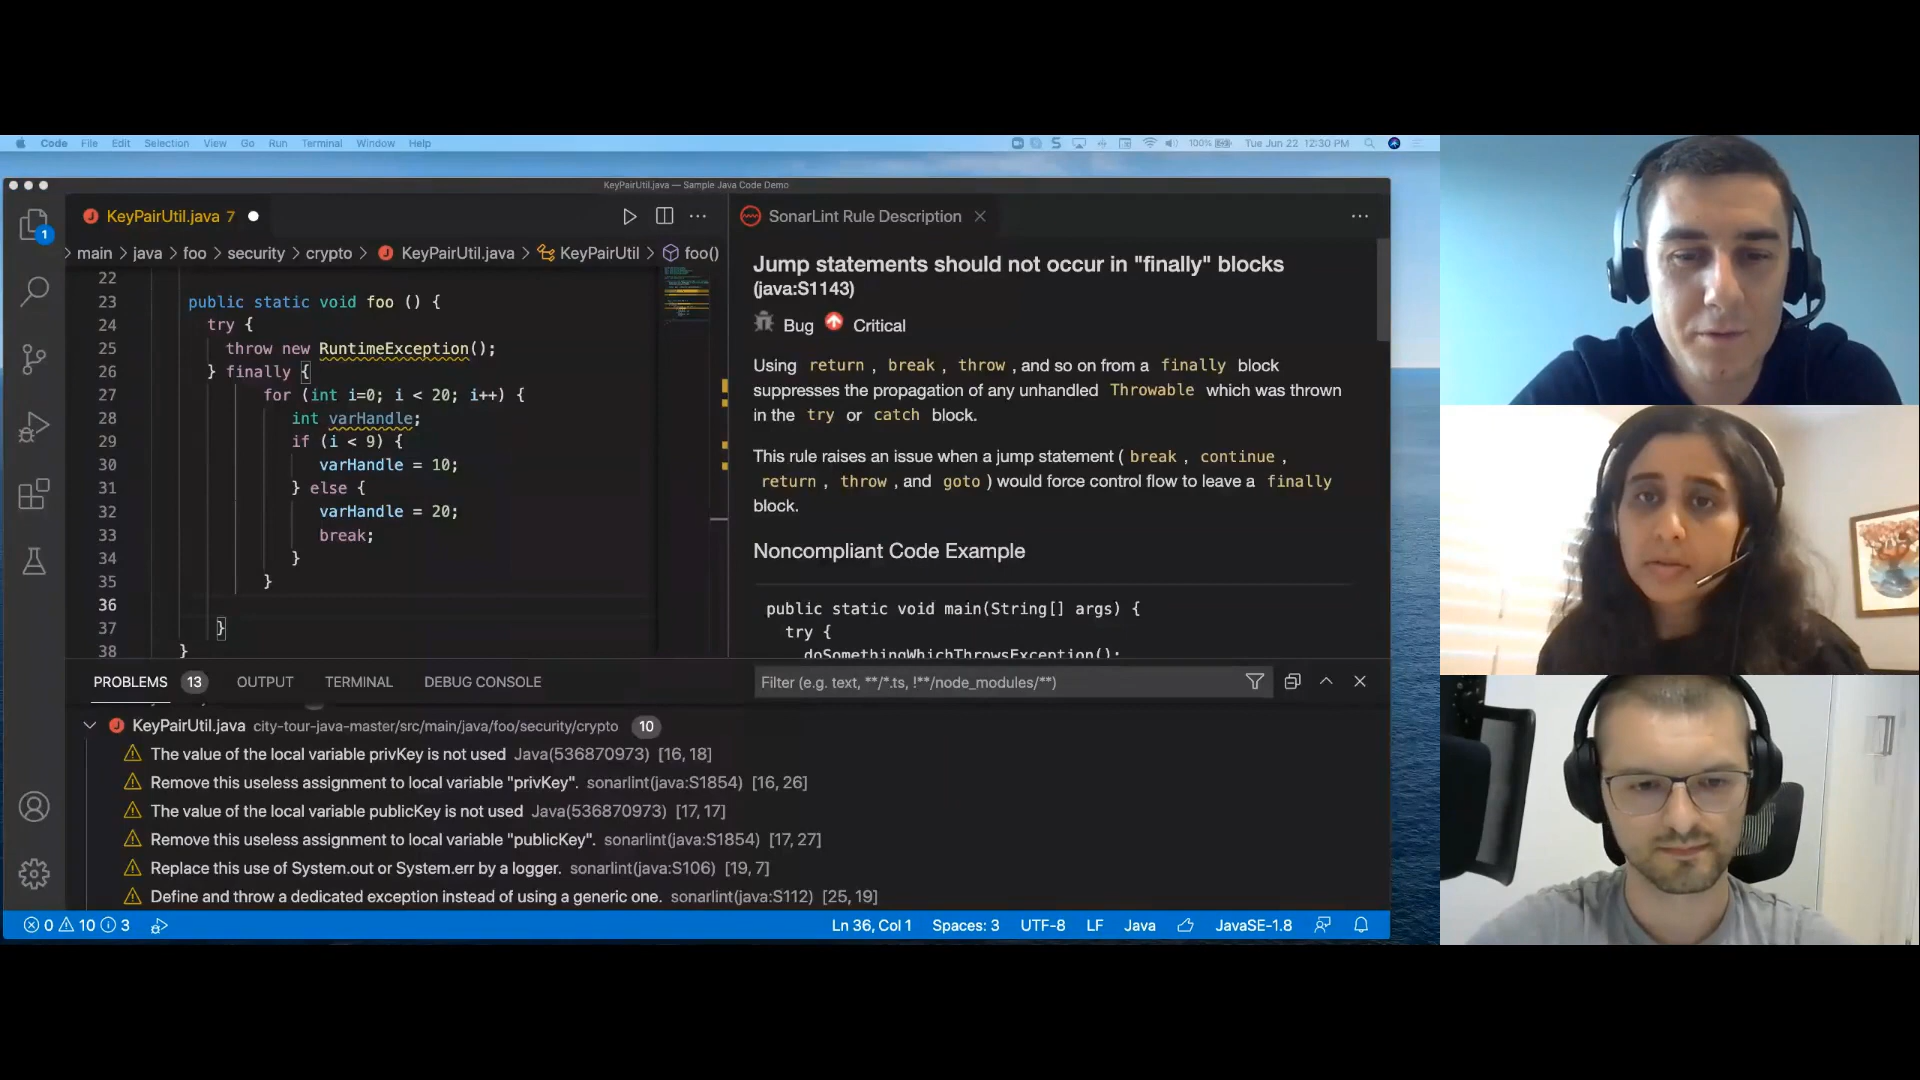 Code File Edit Selection View Go Run Terminal Window Help
100% Tue Jun 22 12:30 PM
KeyPairUtil.java — Sample Java Code Demo
KeyPairUtil.java 7
SonarLint Rule Description
1
main > java > foo > security > crypto > KeyPairUtil.java > KeyPairUtil > foo()
22
23 public static void foo () {
24 try {
25 throw new RuntimeException();
26 } finally {
27 for (int i=0; i < 20; i++) {
28 int varHandle;
29 if (i < 9) {
30 varHandle = 10;
31 } else {
32 varHandle = 20;
33 break;
34 }
35 }
36
37 }
38 }
Jump statements should not occur in "finally" blocks
(java:S1143)
Bug Critical
Using return , break , throw , and so on from a finally block
suppresses the propagation of any unhandled Throwable which was thrown
in the try or catch block.
This rule raises an issue when a jump statement ( break , continue ,
return , throw , and goto ) would force control flow to leave a finally
block.
Noncompliant Code Example
public static void main(String[] args) {
try {
doSomethingWhichThrowsException();
PROBLEMS 13 OUTPUT TERMINAL DEBUG CONSOLE
Filter (e.g. text, **/*.ts, !**/node_modules/**)
KeyPairUtil.java city-tour-java-master/src/main/java/foo/security/crypto 10
The value of the local variable privKey is not used Java(536870973) [16, 18]
Remove this useless assignment to local variable "privKey". sonarlint(java:S1854) [16, 26]
The value of the local variable publicKey is not used Java(536870973) [17, 17]
Remove this useless assignment to local variable "publicKey". sonarlint(java:S1854) [17, 27]
Replace this use of System.out or System.err by a logger. sonarlint(java:S106) [19, 7]
Define and throw a dedicated exception instead of using a generic one. sonarlint(java:S112) [25, 19]
0 10 3
Ln 36, Col 1 Spaces: 3 UTF-8 LF Java JavaSE-1.8